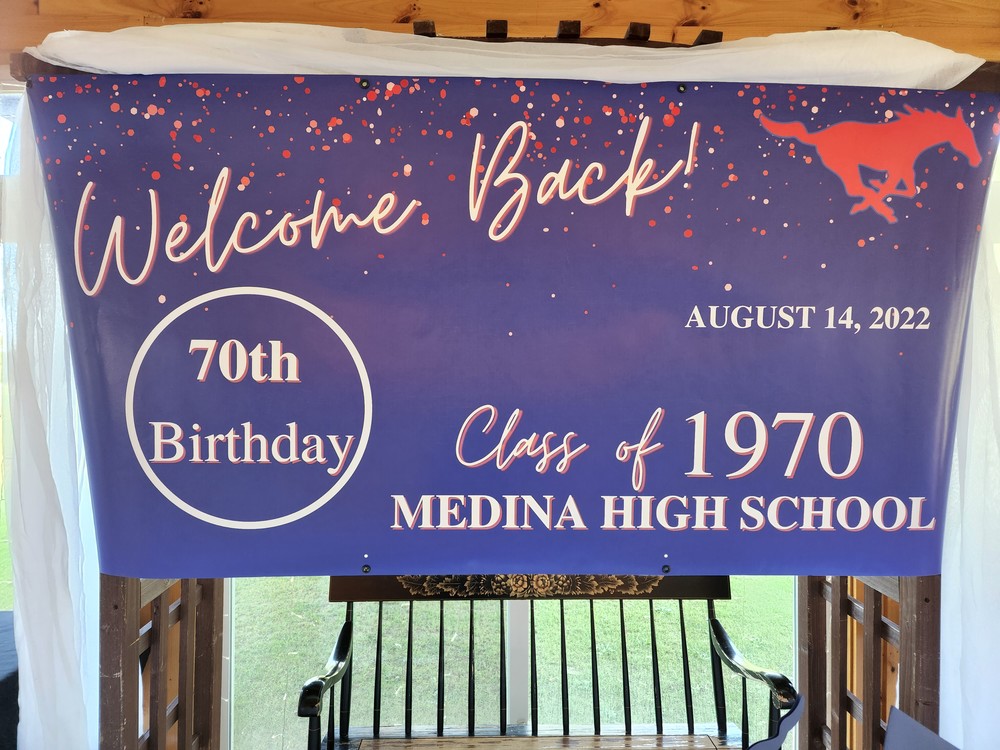 Welcome Back!
AUGUST 14, 2022
70th
Birthday
Class of 1970
MEDINA HIGH SCHOOL